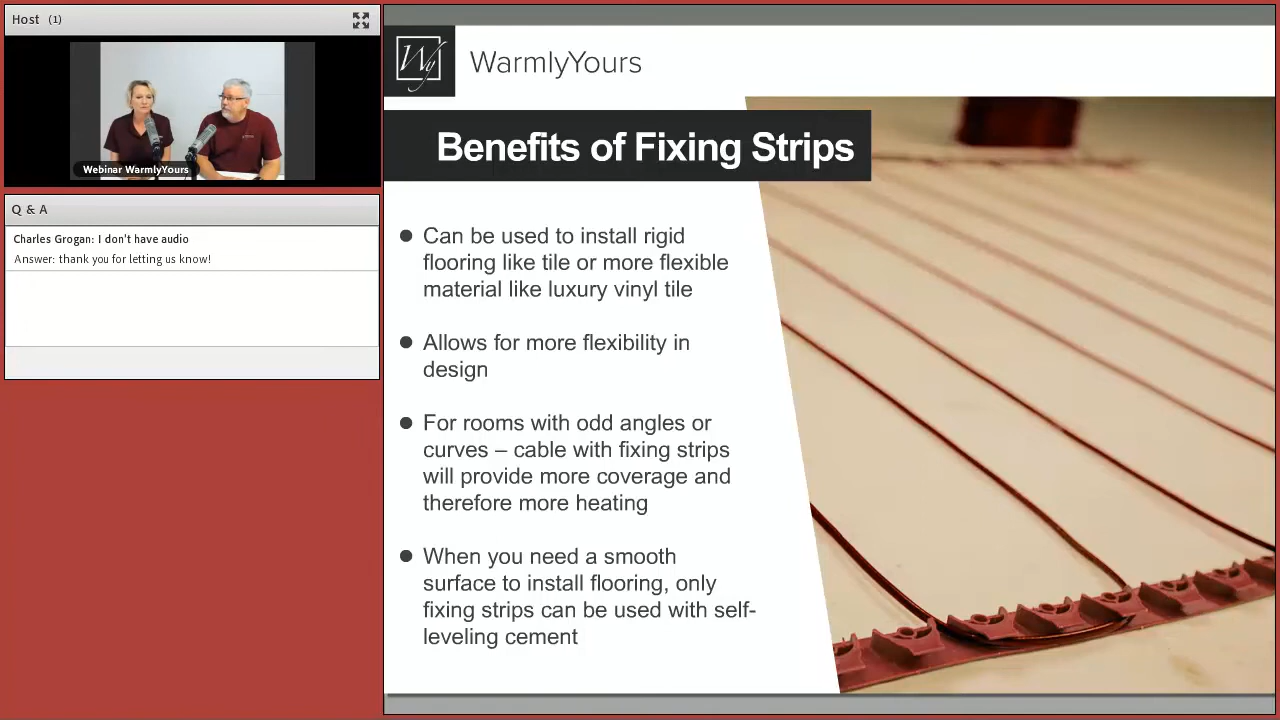 Host (1)
Webinar WarmlyYours
Q & A
Charles Grogan: I don't have audio
Answer: thank you for letting us know!
Wy
WarmlyYours
Benefits of Fixing Strips
● Can be used to install rigid
flooring like tile or more flexible
material like luxury vinyl tile
● Allows for more flexibility in
design
● For rooms with odd angles or
curves – cable with fixing strips
will provide more coverage and
therefore more heating
● When you need a smooth
surface to install flooring, only
fixing strips can be used with self-
leveling cement